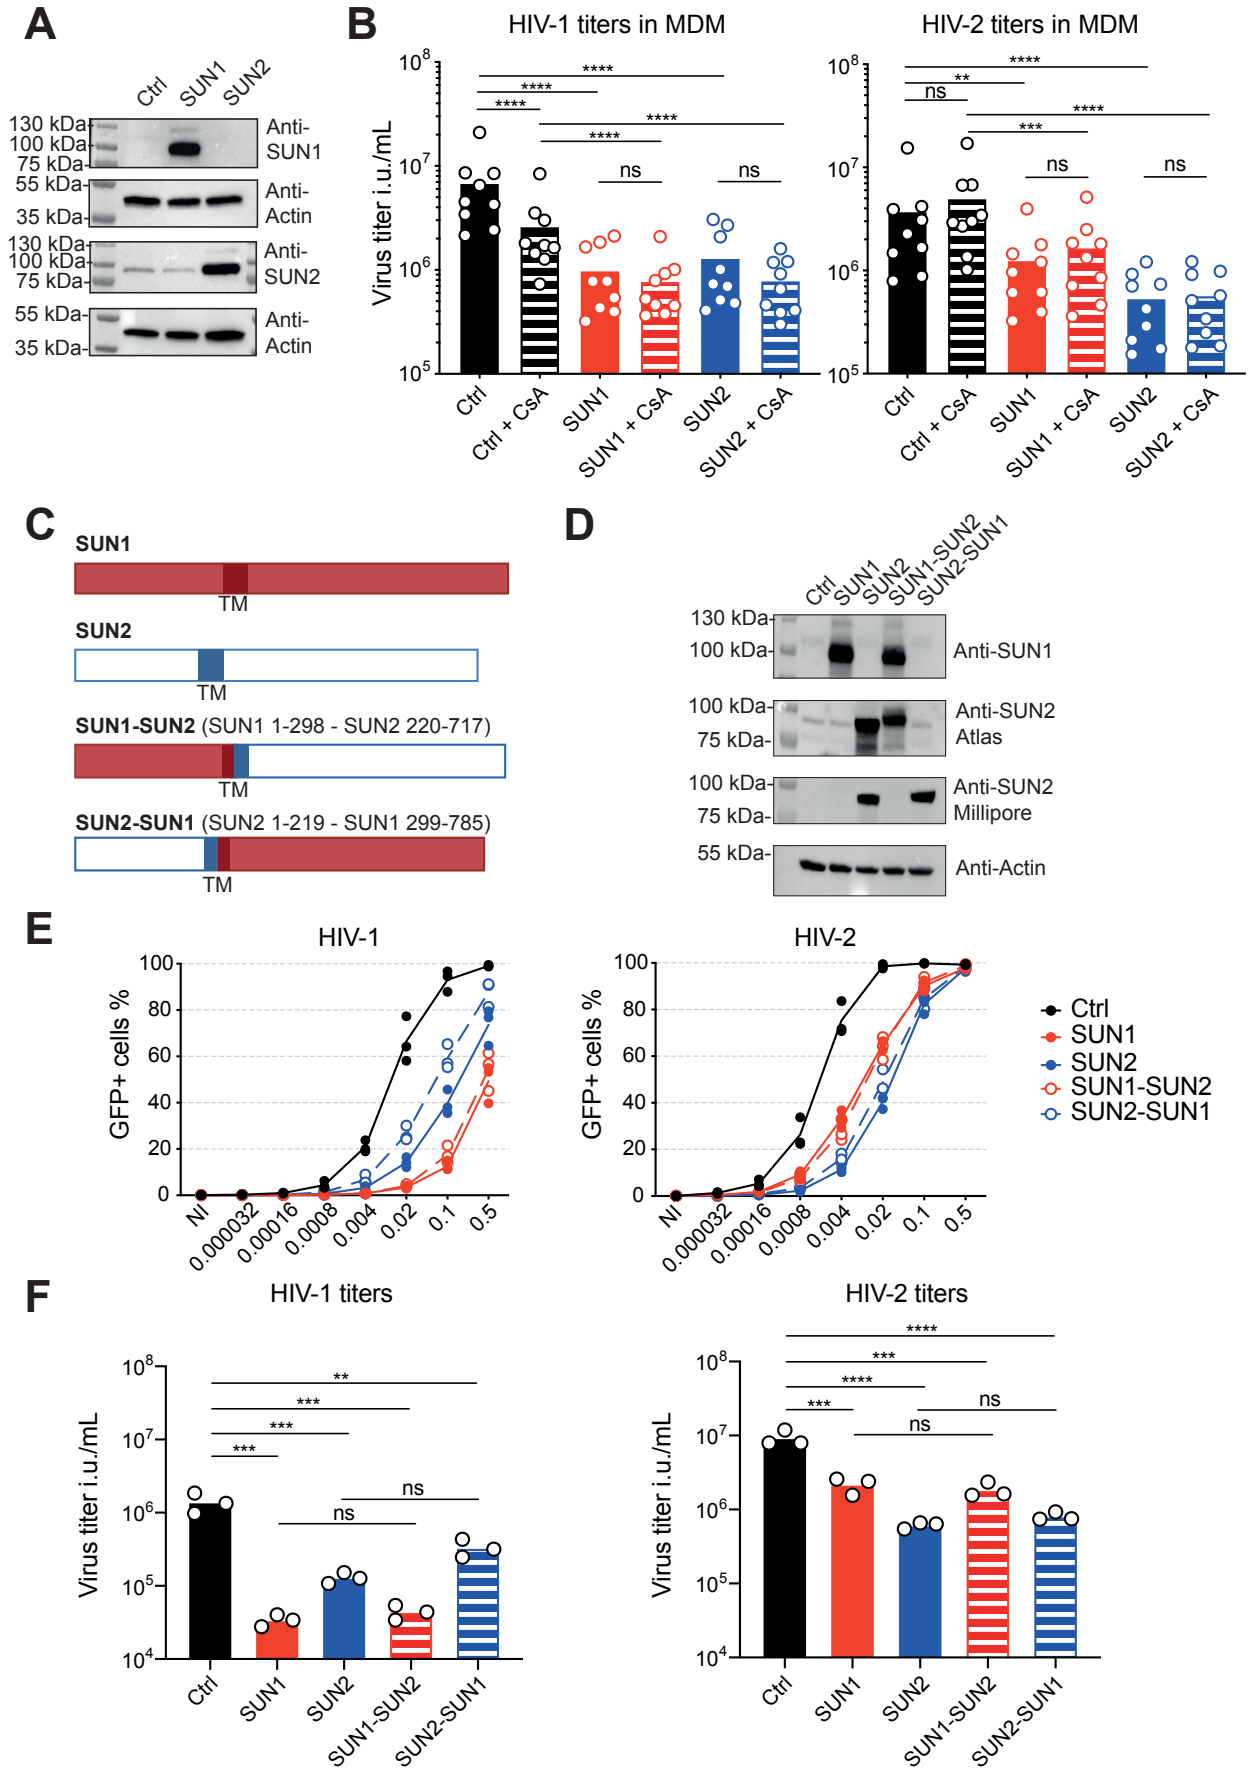 A
Ctrl
SUN1
SUN2
130 kDa-
100 kDa-
75 kDa-
Anti-
SUN1
55 kDa-
35 kDa-
Anti-
Actin
130 kDa-
100 kDa-
75 kDa-
Anti-
SUN2
55 kDa-
35 kDa-
Anti-
Actin
B
HIV-1 titers in MDM
Virus titer i.u./mL
10^8
10^7
10^6
10^5
****
****
****
****
****
ns
ns
Ctrl
Ctrl + CsA
SUN1
SUN1 + CsA
SUN2
SUN2 + CsA
HIV-2 titers in MDM
10^8
10^7
10^6
10^5
****
**
ns
****
***
ns
ns
Ctrl
Ctrl + CsA
SUN1
SUN1 + CsA
SUN2
SUN2 + CsA
C
SUN1
TM
SUN2
TM
SUN1-SUN2 (SUN1 1-298 - SUN2 220-717)
TM
SUN2-SUN1 (SUN2 1-219 - SUN1 299-785)
TM
D
Ctrl
SUN1
SUN2
SUN1-SUN2
SUN2-SUN1
130 kDa-
100 kDa-
Anti-SUN1
100 kDa-
75 kDa-
Anti-SUN2
Atlas
100 kDa-
75 kDa-
Anti-SUN2
Millipore
55 kDa-
Anti-Actin
E
HIV-1
GFP+ cells %
100
80
60
40
20
0
NI
0.000032
0.00016
0.0008
0.004
0.02
0.1
0.5
HIV-2
GFP+ cells %
100
80
60
40
20
0
NI
0.000032
0.00016
0.0008
0.004
0.02
0.1
0.5
Ctrl
SUN1
SUN2
SUN1-SUN2
SUN2-SUN1
F
HIV-1 titers
Virus titer i.u./mL
10^8
10^7
10^6
10^5
10^4
**
***
***
***
ns
ns
Ctrl
SUN1
SUN2
SUN1-SUN2
SUN2-SUN1
HIV-2 titers
Virus titer i.u./mL
10^8
10^7
10^6
10^5
10^4
****
***
****
***
ns
ns
Ctrl
SUN1
SUN2
SUN1-SUN2
SUN2-SUN1